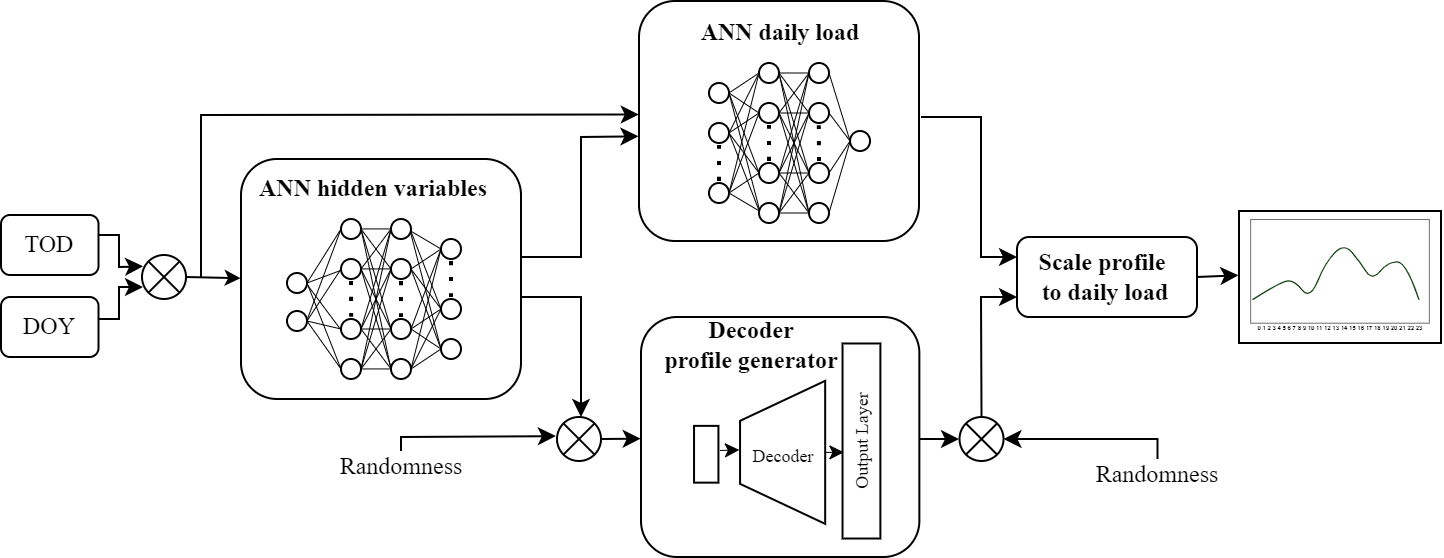 ANN daily load
ANN hidden variables
TOD
DOY
Scale profile
to daily load
0 1 2 3 4 5 6 7 8 9 10 11 12 13 14 15 16 17 18 19 20 21 22 23
Decoder
profile generator
Decoder
Output Layer
Randomness
Randomness